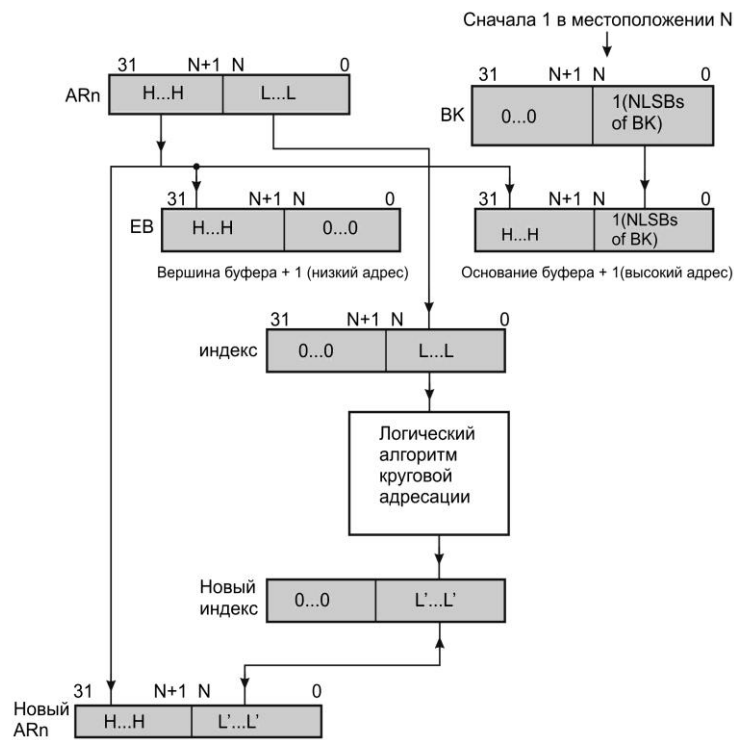 Сначала 1 в местоположении N
31 N+1 N 0
ARn H...H L...L
31 N+1 N 0
BK 0...0 1(NLSBs
of BK)
31 N+1 N 0
EB H...H 0...0
Вершина буфера + 1 (низкий адрес)
31 N+1 N 0
H...H 1(NLSBs
of BK)
Основание буфера + 1(высокий адрес)
31 N+1 N 0
индекс 0...0 L...L
Логический
алгоритм
круговой
адресации
Новый
индекс 0...0 L’...L’
31 N+1 N 0
Новый
ARn H...H L’...L’